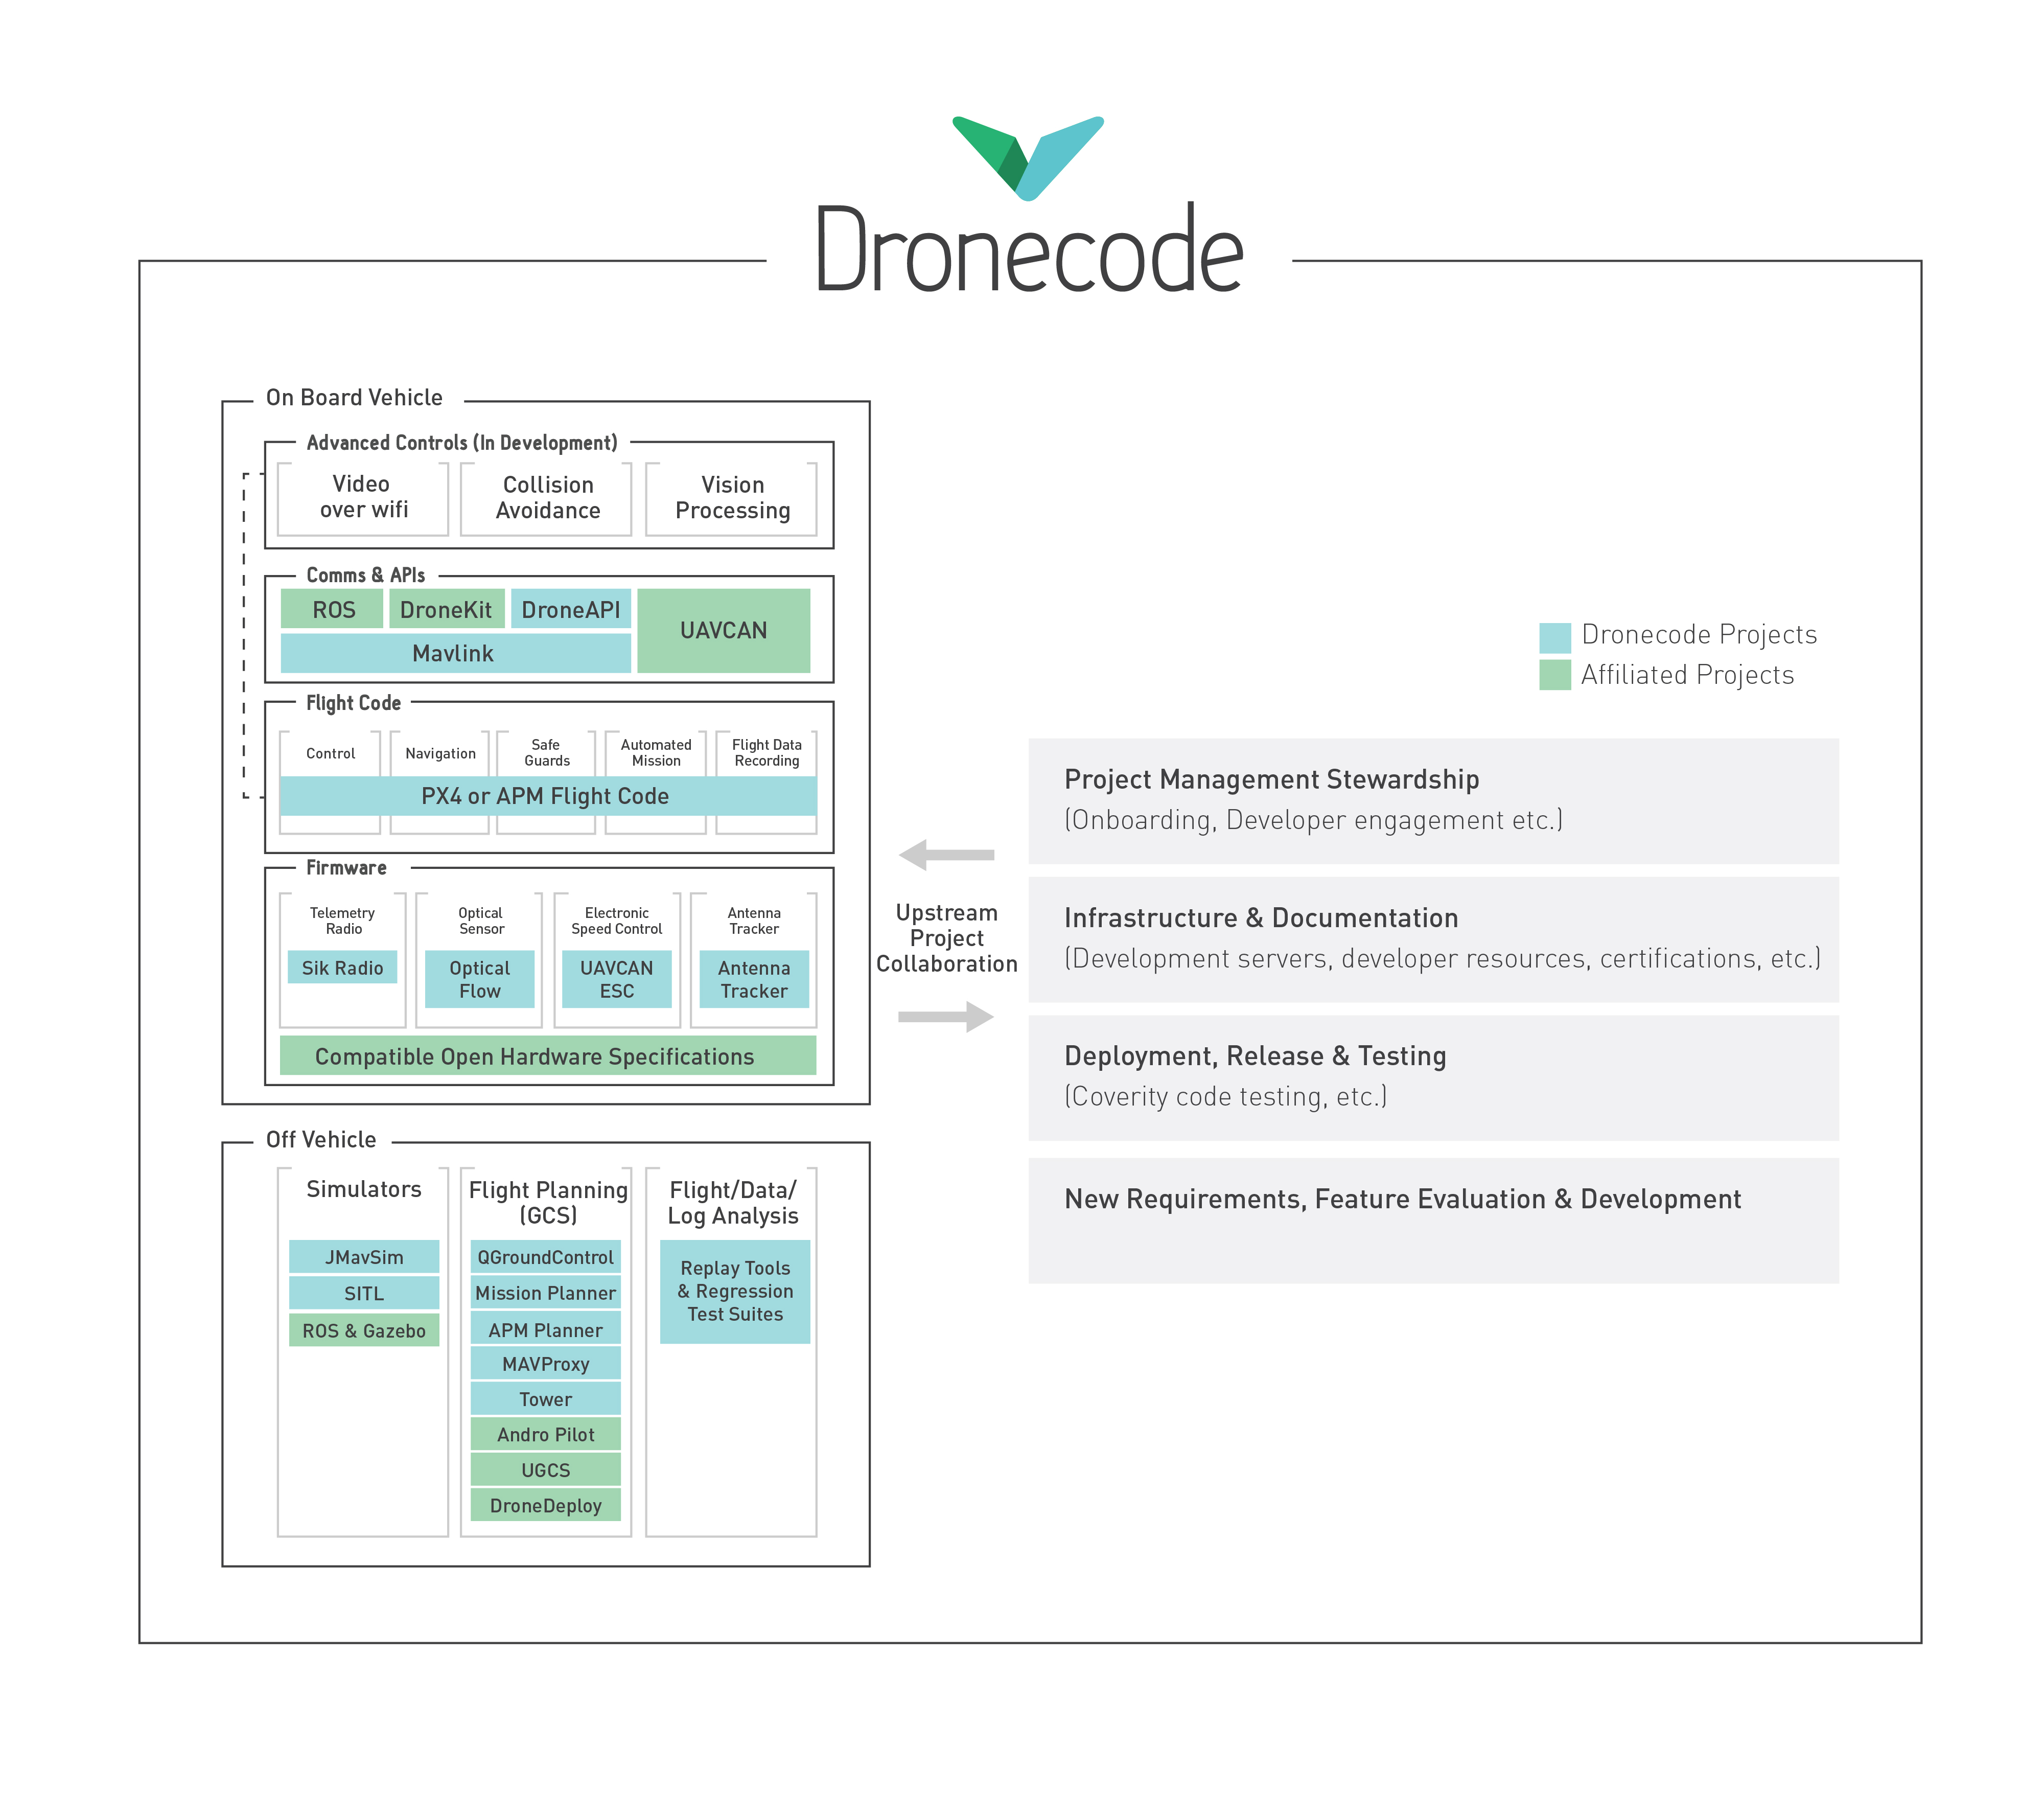 Dronecode
On Board Vehicle
Advanced Controls (In Development)
Video
over wifi
Collision
Avoidance
Vision
Processing
Comms & APIs
ROS
DroneKit
DroneAPI
UAVCAN
Mavlink
Flight Code
Control
Navigation
Safe
Guards
Automated
Mission
Flight Data
Recording
PX4 or APM Flight Code
Firmware
Telemetry
Radio
Optical
Sensor
Electronic
Speed Control
Antenna
Tracker
Sik Radio
Optical
Flow
UAVCAN
ESC
Antenna
Tracker
Compatible Open Hardware Specifications
Off Vehicle
Simulators
JMavSim
SITL
ROS & Gazebo
Flight Planning
(GCS)
QGroundControl
Mission Planner
APM Planner
MAVProxy
Tower
Andro Pilot
UGCS
DroneDeploy
Flight/Data/
Log Analysis
Replay Tools
& Regression
Test Suites
Upstream
Project
Collaboration
Dronecode Projects
Affiliated Projects
Project Management Stewardship
(Onboarding, Developer engagement etc.)
Infrastructure & Documentation
(Development servers, developer resources, certifications, etc.)
Deployment, Release & Testing
(Coverity code testing, etc.)
New Requirements, Feature Evaluation & Development